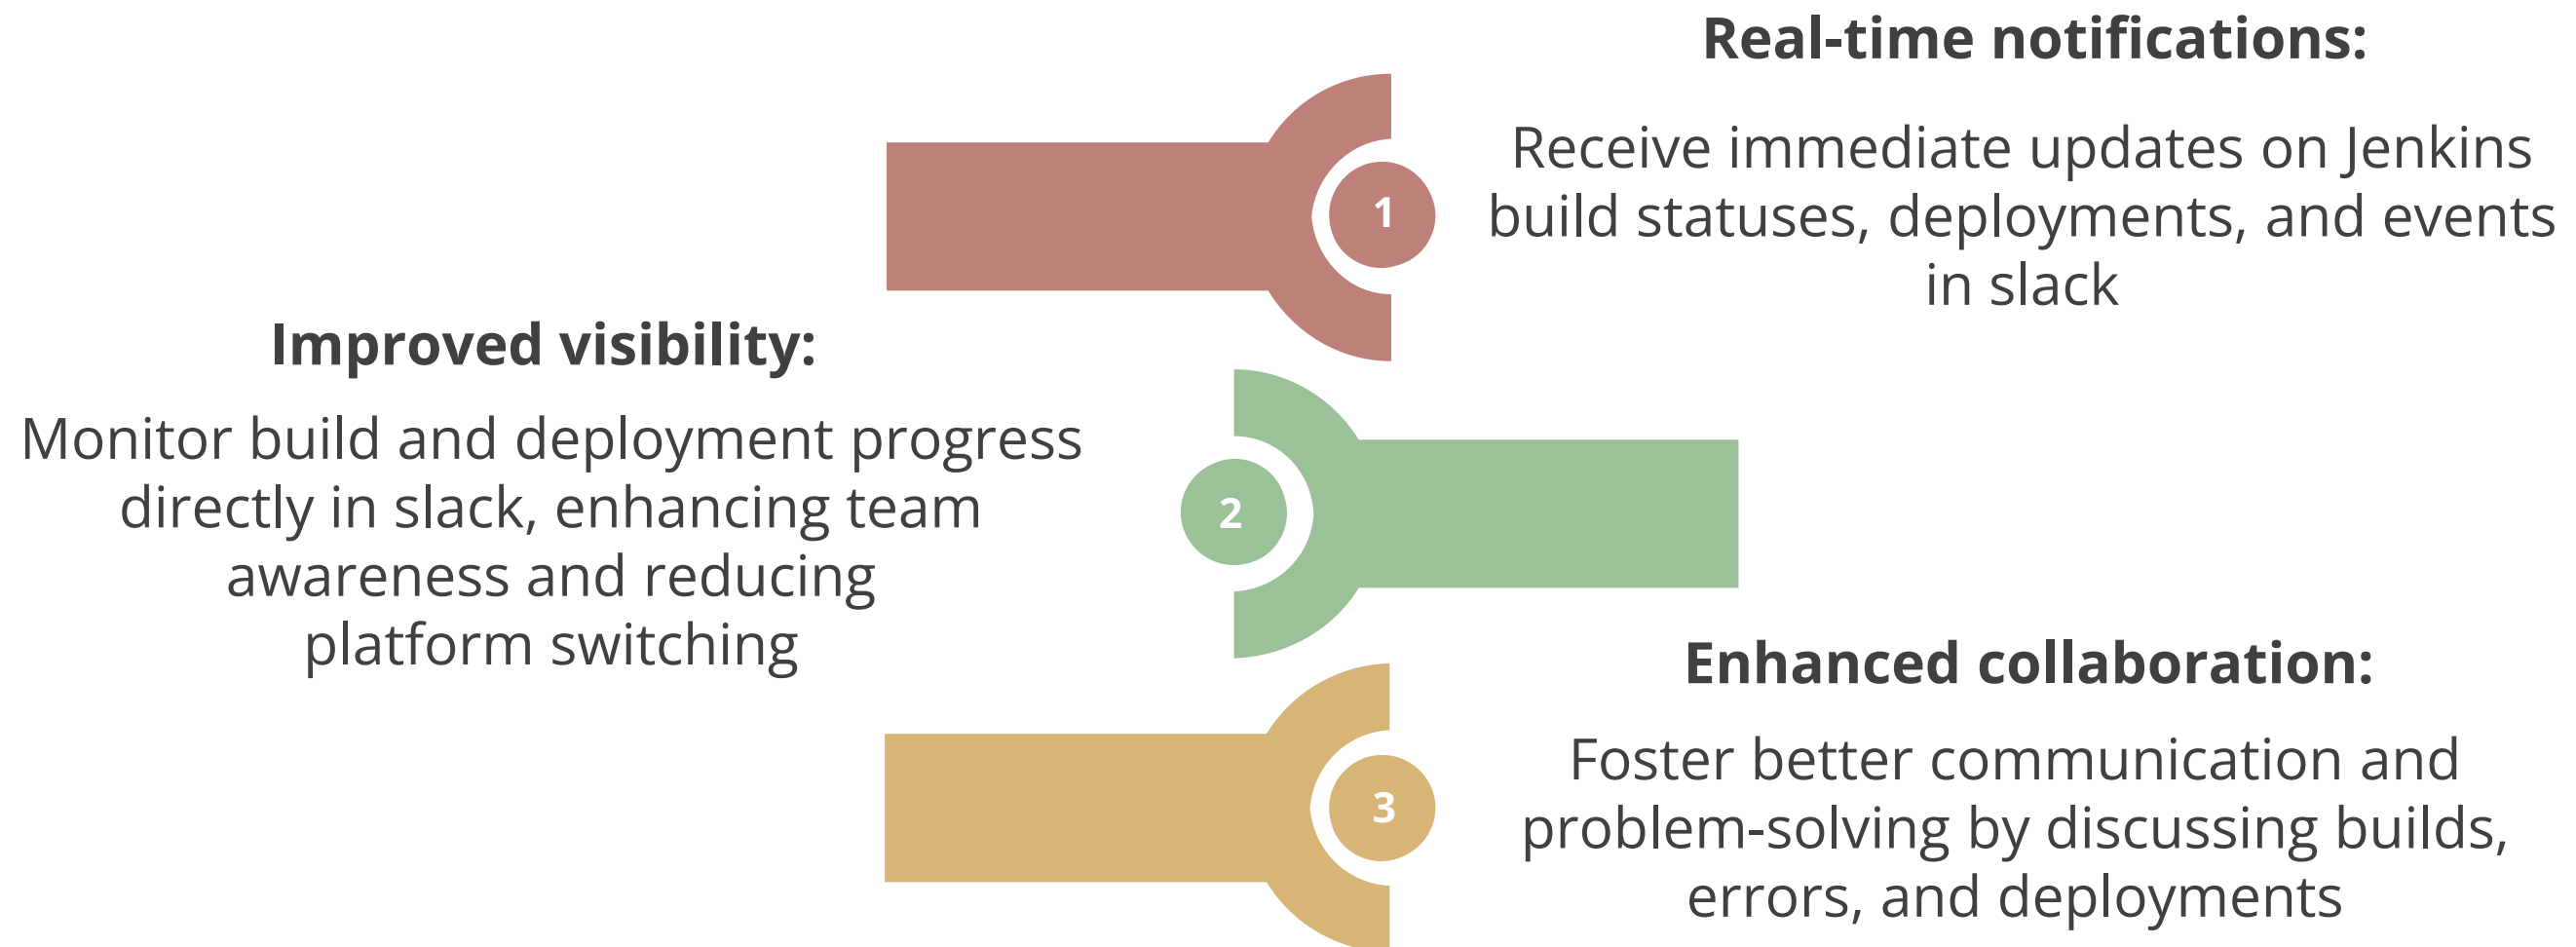 Real-time notifications:
1
Receive immediate updates on Jenkins
build statuses, deployments, and events
in slack
Improved visibility:
2
Monitor build and deployment progress
directly in slack, enhancing team
awareness and reducing
platform switching
Enhanced collaboration:
3
Foster better communication and
problem-solving by discussing builds,
errors, and deployments